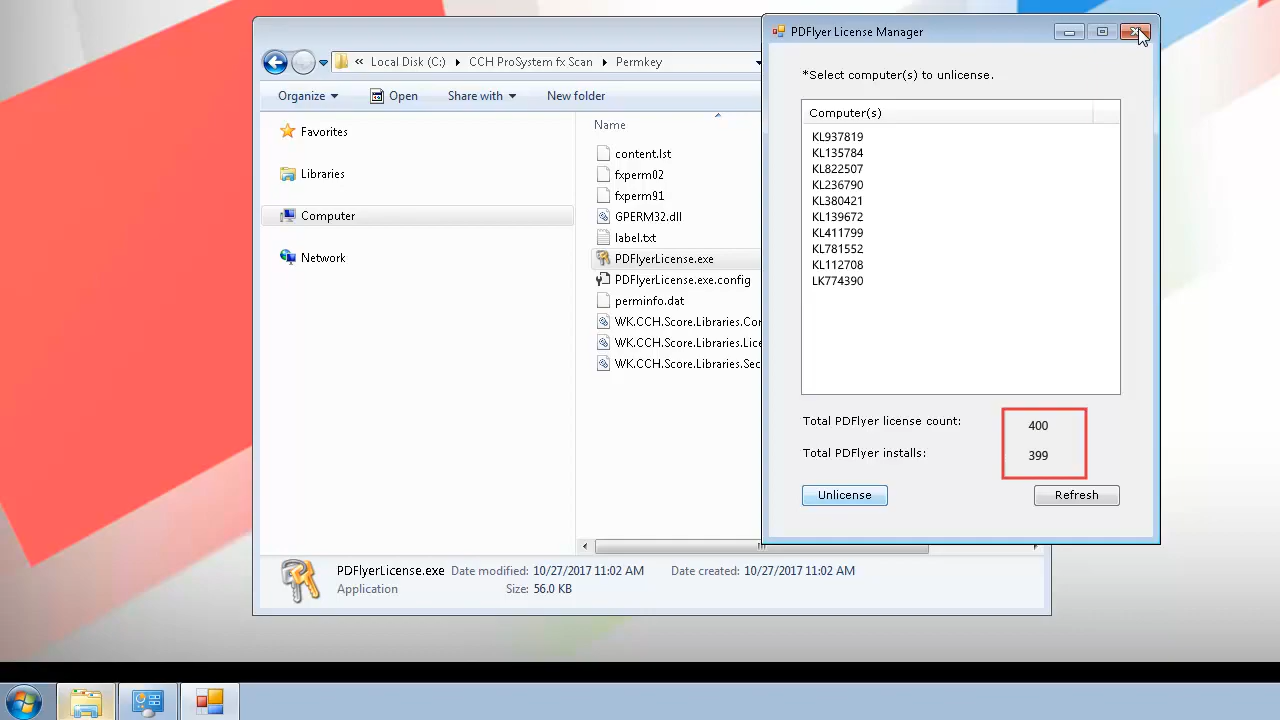 « Local Disk (C:) CCH ProSystem fx Scan Permkey
Organize Open Share with New folder
Favorites
Libraries
Computer
Network
Name
content.lst
fxperm02
fxperm91
GPERM32.dll
label.txt
PDFlyerLicense.exe
PDFlyerLicense.exe.config
perminfo.dat
WK.CCH.Score.Libraries.Cor
WK.CCH.Score.Libraries.Lice
WK.CCH.Score.Libraries.Sec
PDFlyerLicense.exe Date modified: 10/27/2017 11:02 AM Date created: 10/27/2017 11:02 AM
Application Size: 56.0 KB
PDFlyer License Manager
*Select computer(s) to unlicense.
Computer(s)
KL937819
KL135784
KL822507
KL236790
KL380421
KL139672
KL411799
KL781552
KL112708
LK774390
Total PDFlyer license count: 400
Total PDFlyer installs: 399
Unlicense Refresh